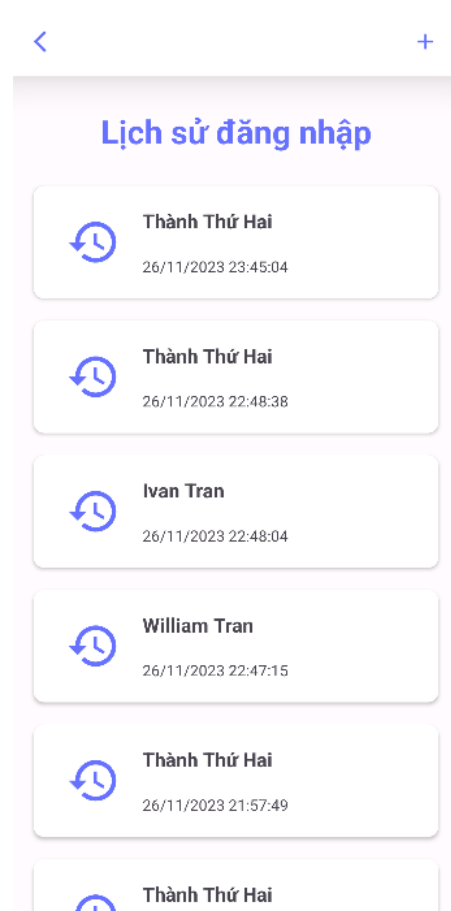 Lịch sử đăng nhập
Thành Thứ Hai
26/11/2023 23:45:04
Thành Thứ Hai
26/11/2023 22:48:38
Ivan Tran
26/11/2023 22:48:04
William Tran
26/11/2023 22:47:15
Thành Thứ Hai
26/11/2023 21:57:49
Thành Thứ Hai